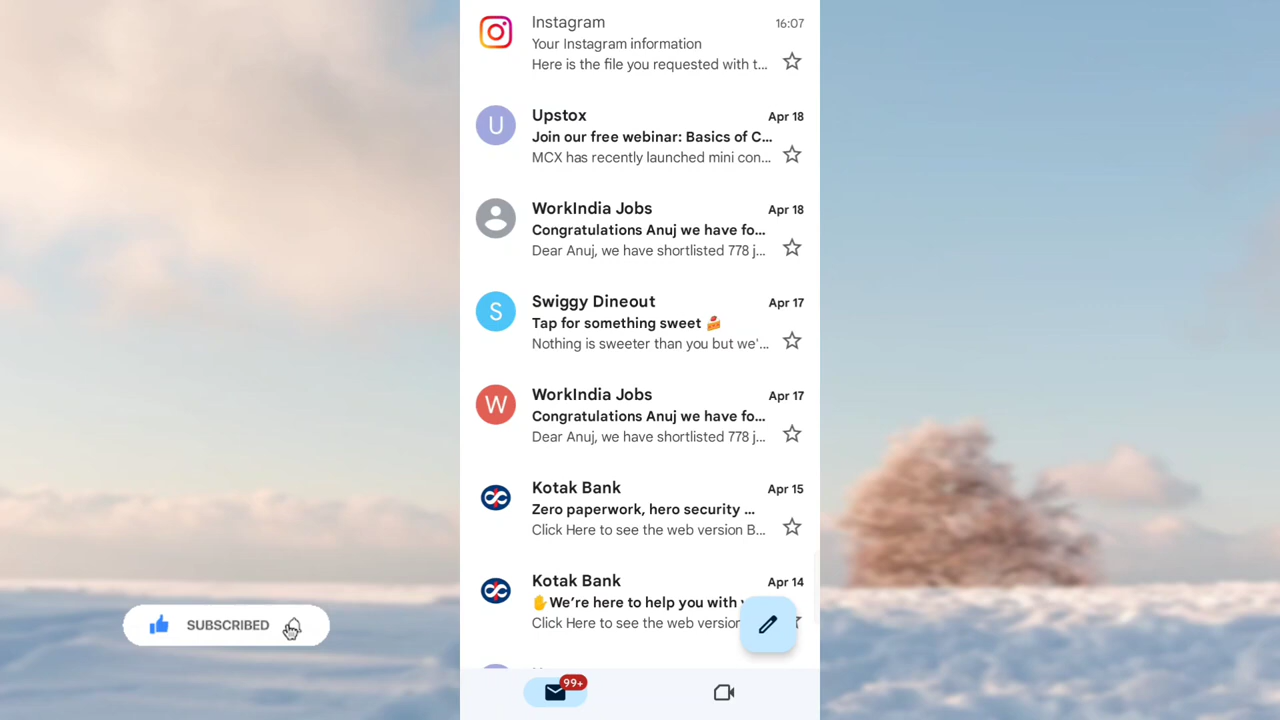 Instagram 16:07
Your Instagram information
Here is the file you requested with t...
U Upstox Apr 18
Join our free webinar: Basics of C...
MCX has recently launched mini con...
WorkIndia Jobs Apr 18
Congratulations Anuj we have fo...
Dear Anuj, we have shortlisted 778 j...
S Swiggy Dineout Apr 17
Tap for something sweet 🍰
Nothing is sweeter than you but we'...
W WorkIndia Jobs Apr 17
Congratulations Anuj we have fo...
Dear Anuj, we have shortlisted 778 j...
Kotak Bank Apr 15
Zero paperwork, hero security ...
Click Here to see the web version B...
Kotak Bank Apr 14
✋We're here to help you with
Click Here to see the web version
SUBSCRIBED
99+